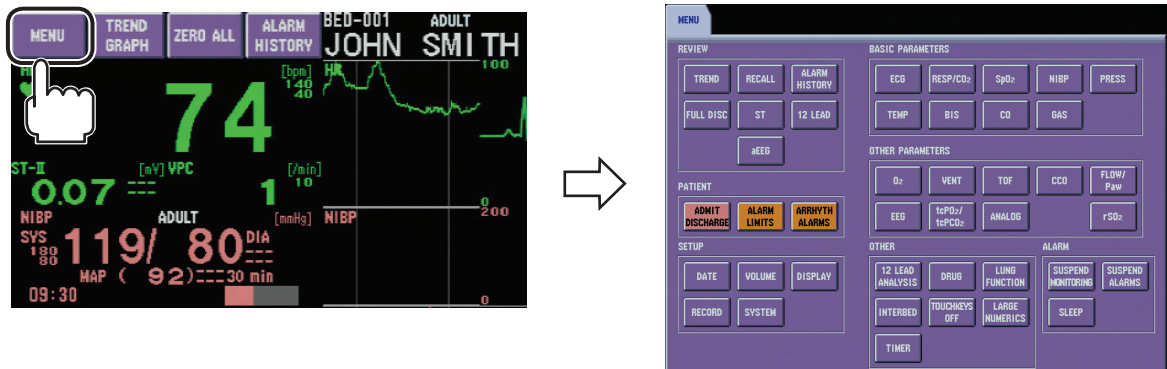 MENU TREND GRAPH ZERO ALL ALARM HISTORY BED-001 ADULT
JOHN SMITH
[bpm] HR 100
74 140
40
ST-II [mV] VPC [/min]
0.07 1 10
0
NIBP ADULT [mmHg] NIBP 200
SYS 180 80 119/ 80 DIA
MAP ( 92) 30 min
09:30 0
MENU
REVIEW
TREND RECALL ALARM HISTORY
FULL DISC ST 12 LEAD
aEEG
PATIENT
ADMIT DISCHARGE ALARM LIMITS ARRHYTH ALARMS
SETUP
DATE VOLUME DISPLAY
RECORD SYSTEM
BASIC PARAMETERS
ECG RESP/CO2 SpO2 NIBP PRESS
TEMP BIS CO GAS
OTHER PARAMETERS
O2 VENT TOF CCO FLOW/ Paw
EEG tcPO2/ tcPCO2 ANALOG rSO2
OTHER
12 LEAD ANALYSIS DRUG LUNG FUNCTION
INTERBED TOUCHKEYS OFF LARGE NUMERICS
TIMER
ALARM
SUSPEND MONITORING SUSPEND ALARMS
SLEEP